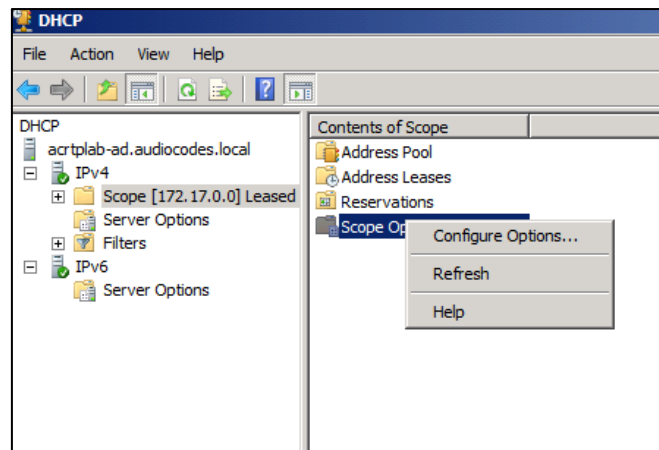 DHCP
File Action View Help
DHCP
acrtplab-ad.audiocodes.local
IPv4
Scope [172.17.0.0] Leased
Server Options
Filters
IPv6
Server Options
Contents of Scope
Address Pool
Address Leases
Reservations
Scope Op
Configure Options...
Refresh
Help